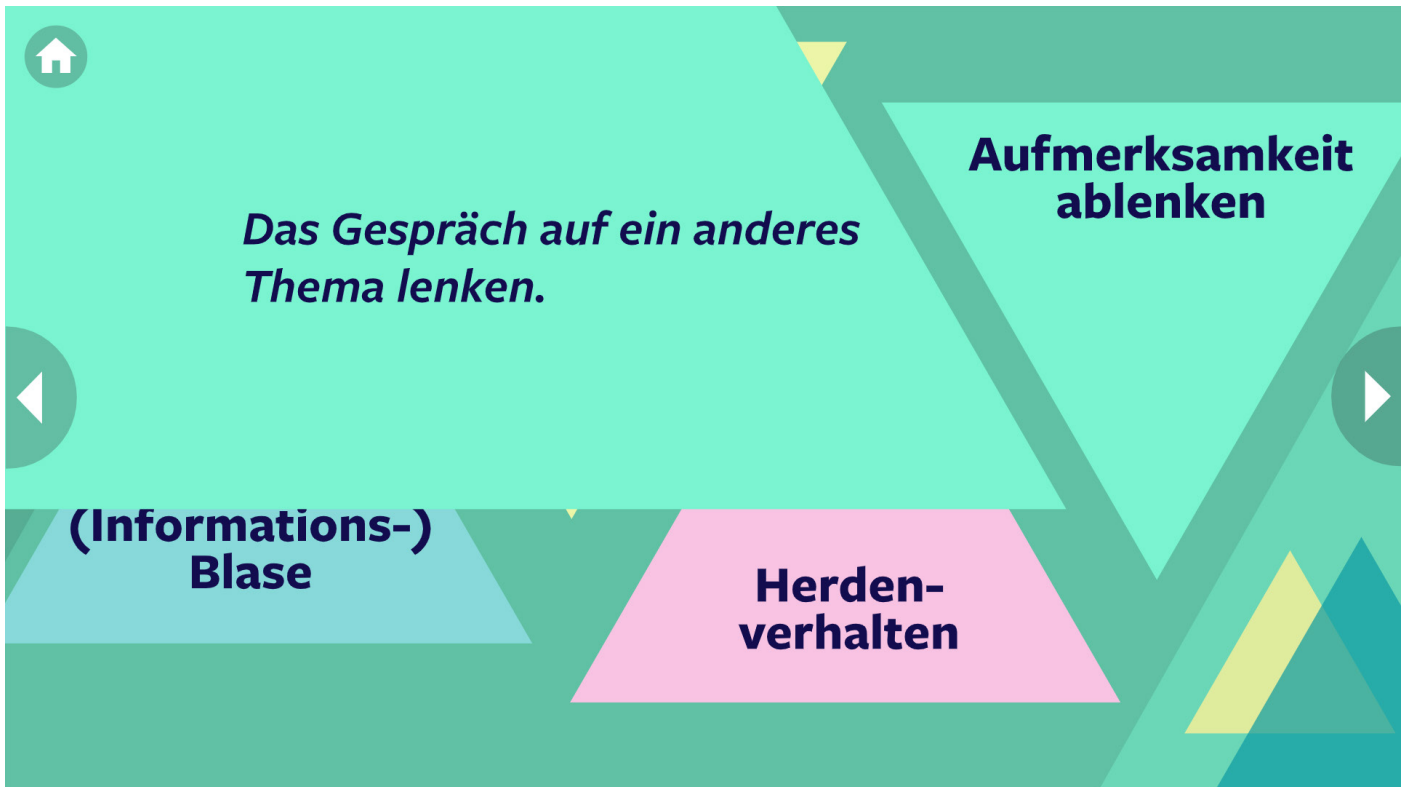 Das Gespräch auf ein anderes
Thema lenken.
Aufmerksamkeit
ablenken
(Informations-)
Blase
Herden-
verhalten